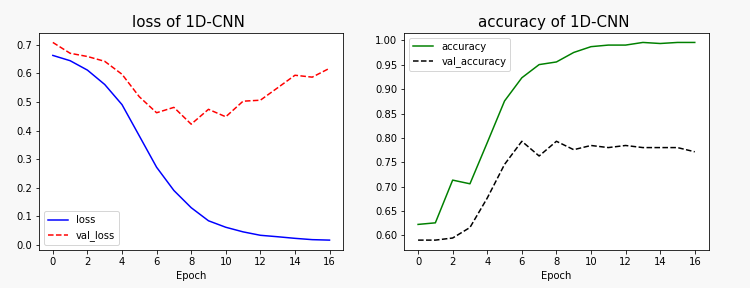 loss of 1D-CNN
0.7
0.6
0.5
0.4
0.3
0.2
0.1
0.0
loss
val_loss
0 2 4 6 8 10 12 14 16
Epoch
accuracy of 1D-CNN
1.00
0.95
0.90
0.85
0.80
0.75
0.70
0.65
0.60
accuracy
val_accuracy
0 2 4 6 8 10 12 14 16
Epoch